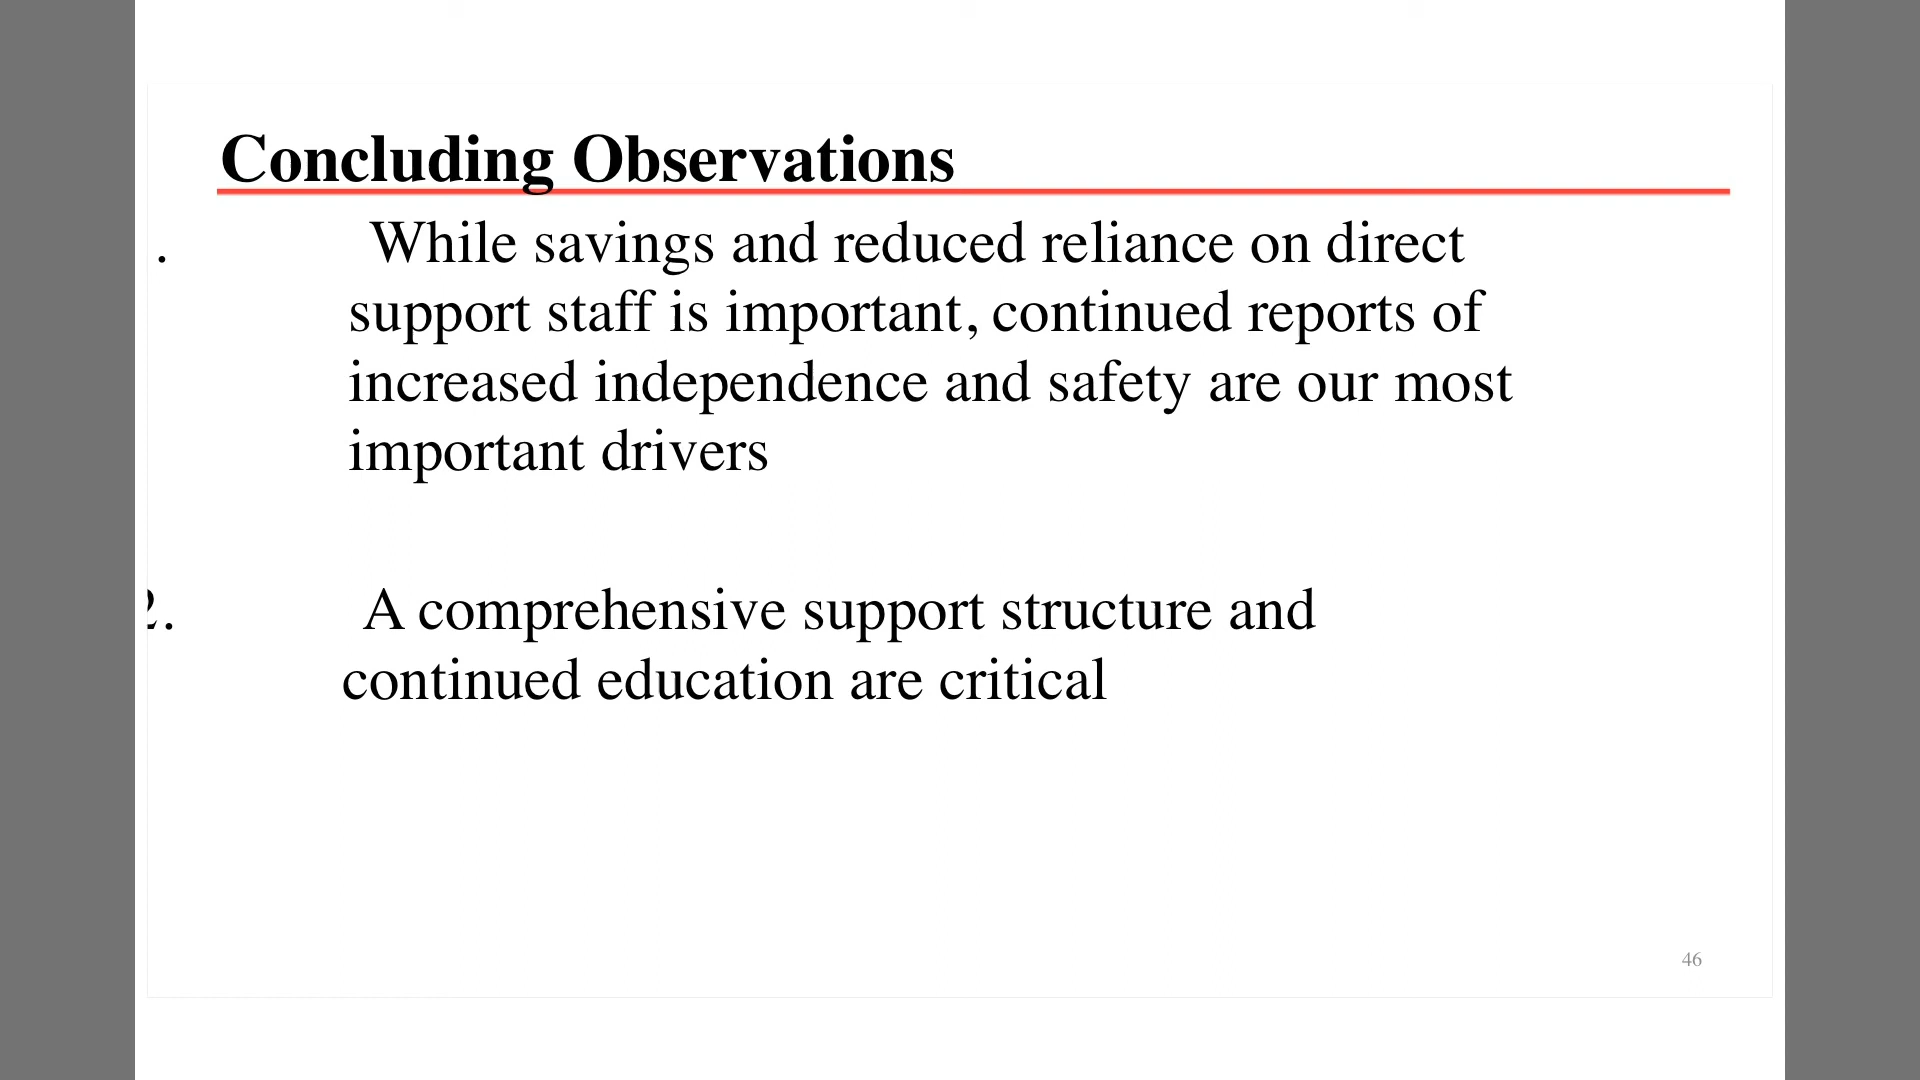 Concluding Observations
. While savings and reduced reliance on direct
support staff is important, continued reports of
increased independence and safety are our most
important drivers
2. A comprehensive support structure and
continued education are critical
46